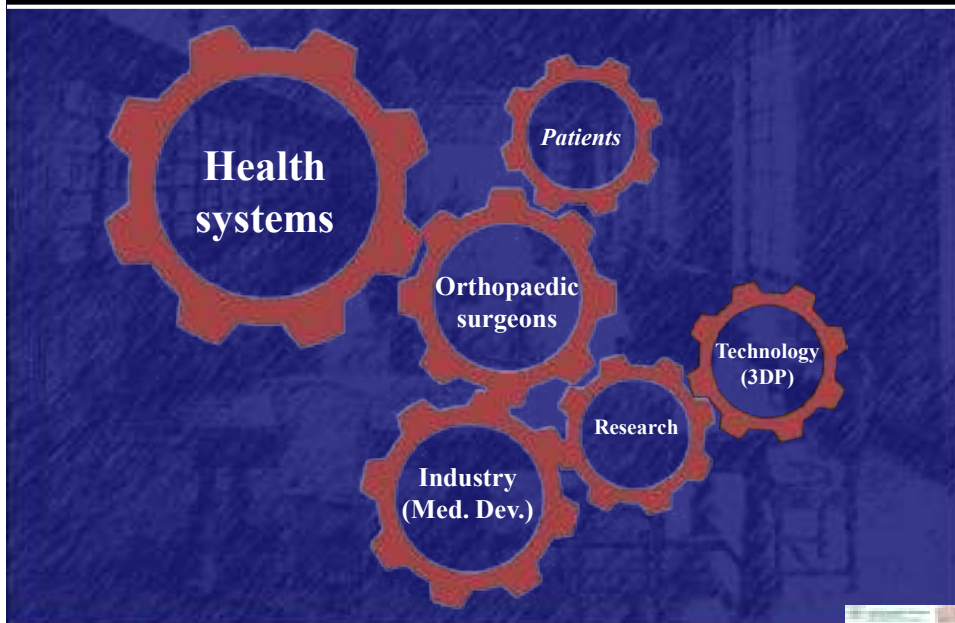 Health
systems
Patients
Orthopaedic
surgeons
Technology
(3DP)
Research
Industry
(Med. Dev.)